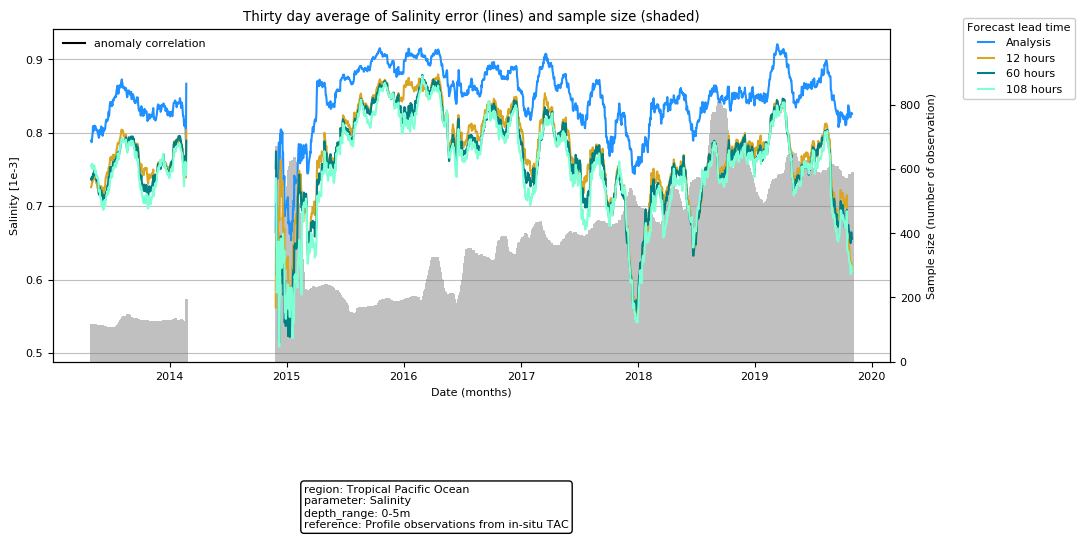 Thirty day average of Salinity error (lines) and sample size (shaded)
anomaly correlation
Forecast lead time
Analysis
12 hours
60 hours
108 hours
Salinity [1e-3]
0.9
0.8
0.7
0.6
0.5
800
600
400
200
0
Sample size (number of observation)
2014 2015 2016 2017 2018 2019 2020
Date (months)
region: Tropical Pacific Ocean
parameter: Salinity
depth_range: 0-5m
reference: Profile observations from in-situ TAC